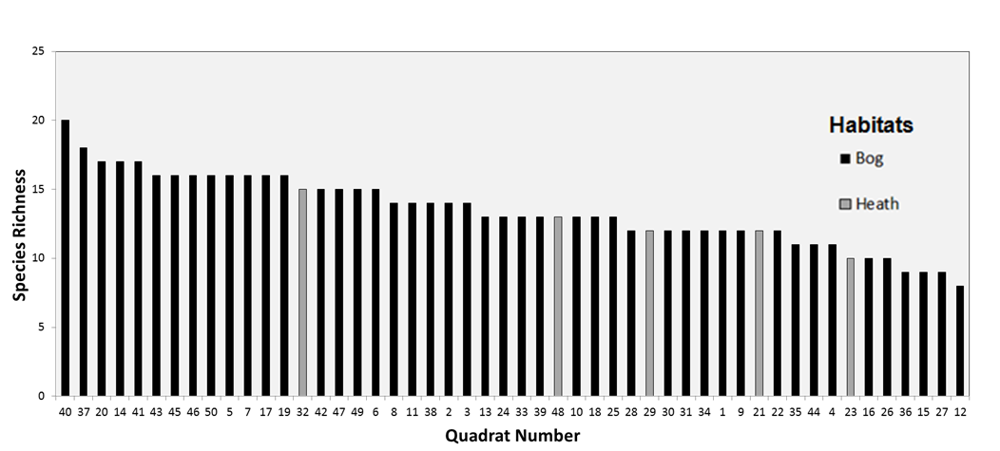 25
20
15
10
5
0
Species Richness
Habitats
Bog
Heath
40 37 20 14 41 43 45 46 50 5 7 17 19 32 42 47 49 6 8 11 38 2 3 13 24 33 39 48 10 18 25 28 29 30 31 34 1 9 21 22 35 44 4 23 16 26 36 15 27 12
Quadrat Number